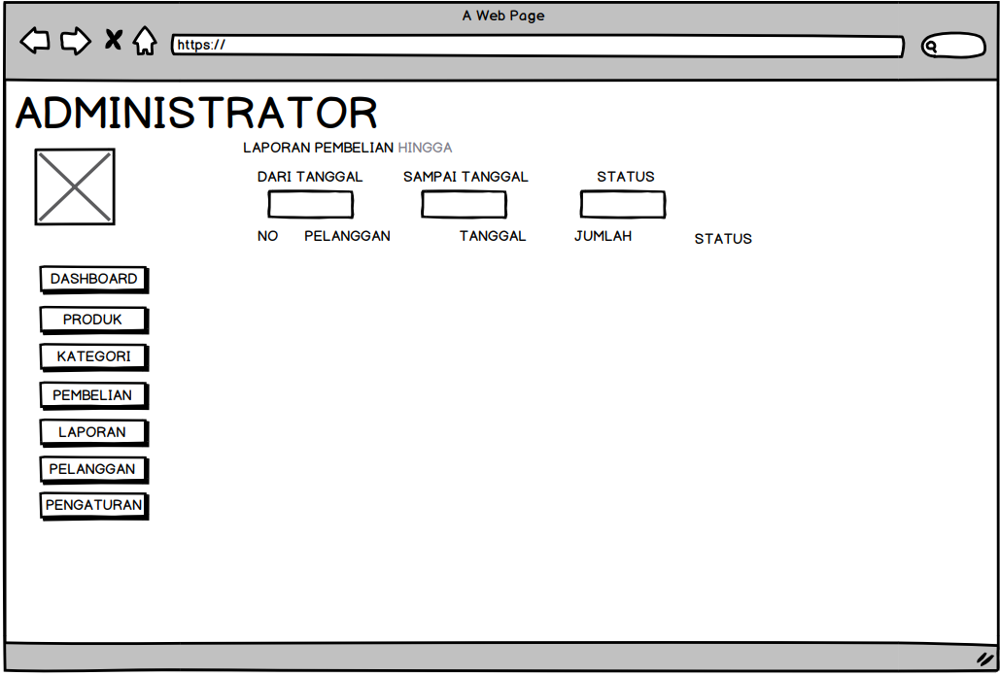 A Web Page
https://
ADMINISTRATOR
LAPORAN PEMBELIAN HINGGA
DARI TANGGAL SAMPAI TANGGAL STATUS
NO PELANGGAN TANGGAL JUMLAH STATUS
DASHBOARD
PRODUK
KATEGORI
PEMBELIAN
LAPORAN
PELANGGAN
PENGATURAN